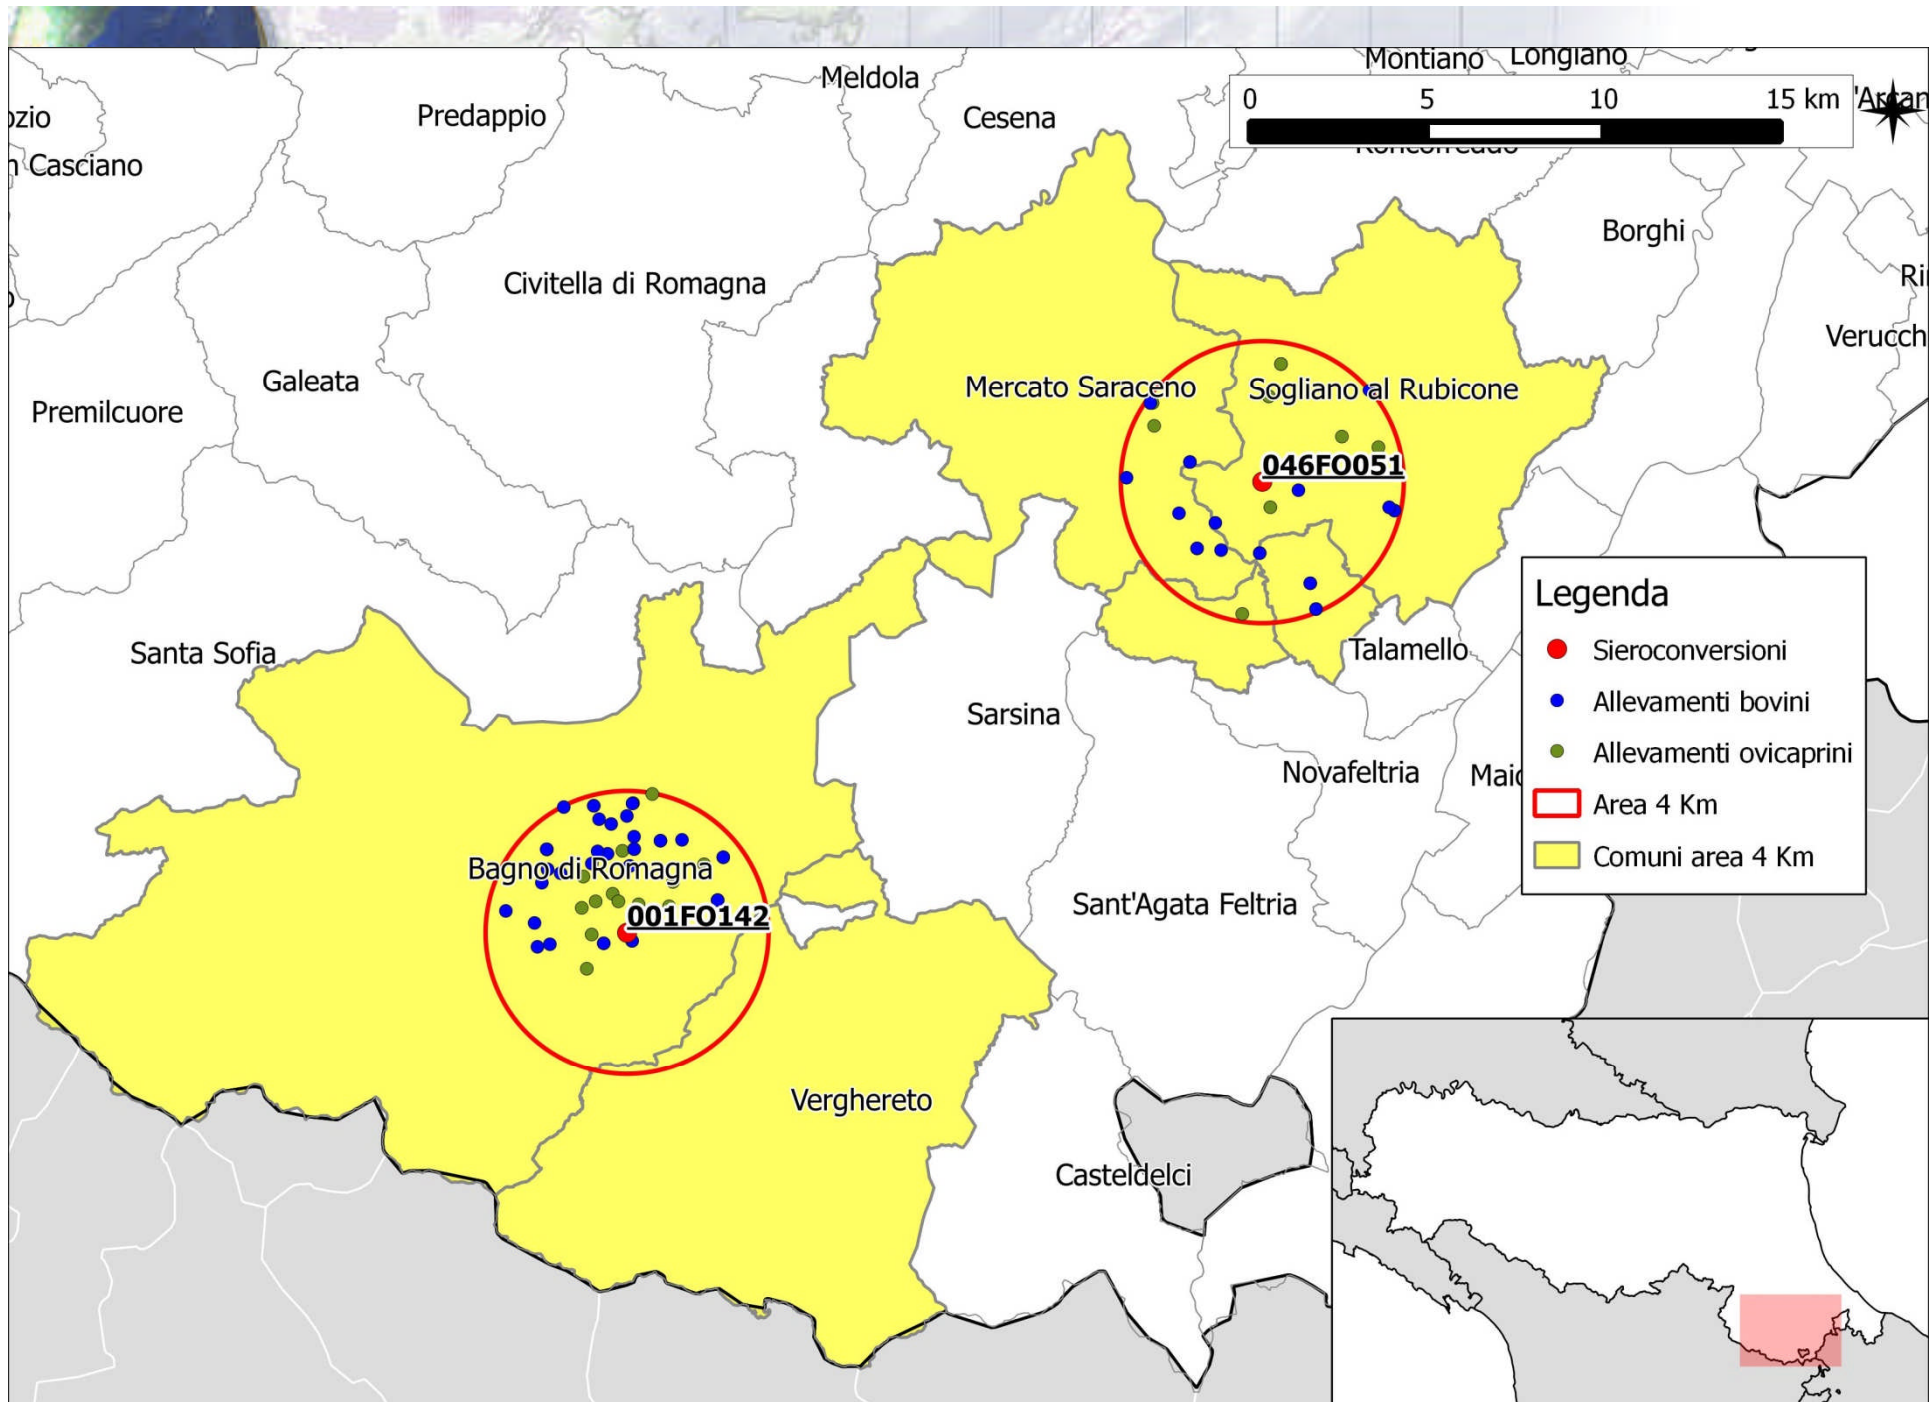 Montiano
Longiano
Meldola
0 5 10 15 km
Predappio
Cesena
Casciano
Borghi
Civitella di Romagna
Galeata
Premilcuore
Mercato Saraceno
Sogliano al Rubicone
046FO051
Santa Sofia
Talamello
Sarsina
Novafeltria
Bagno di Romagna
001FO142
Sant'Agata Feltria
Verghereto
Casteldelci
Legenda
Sieroconversioni
Allevamenti bovini
Allevamenti ovicaprini
Area 4 Km
Comuni area 4 Km